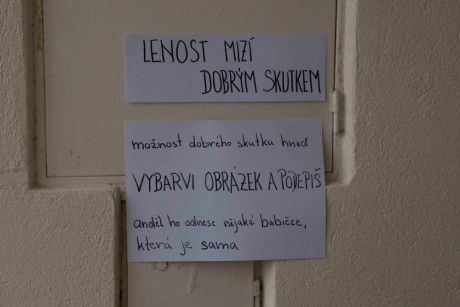 LENOST MIZÍ
DOBRÝM SKUTKEM
možnost dobrého skutku hned
VYBARVI OBRÁZEK A PODEPIŠ
anděl ho odnese nějaké babičce,
která je sama